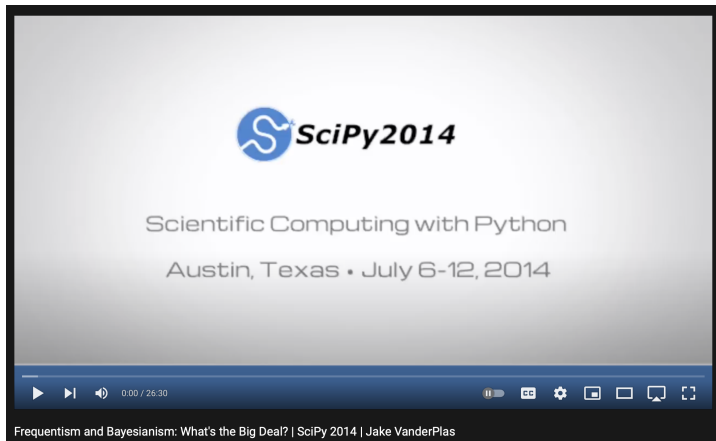 SciPy2014
Scientific Computing with Python
Austin, Texas • July 6-12, 2014
0:00 / 26:30
CC
Frequentism and Bayesianism: What's the Big Deal? | SciPy 2014 | Jake VanderPlas